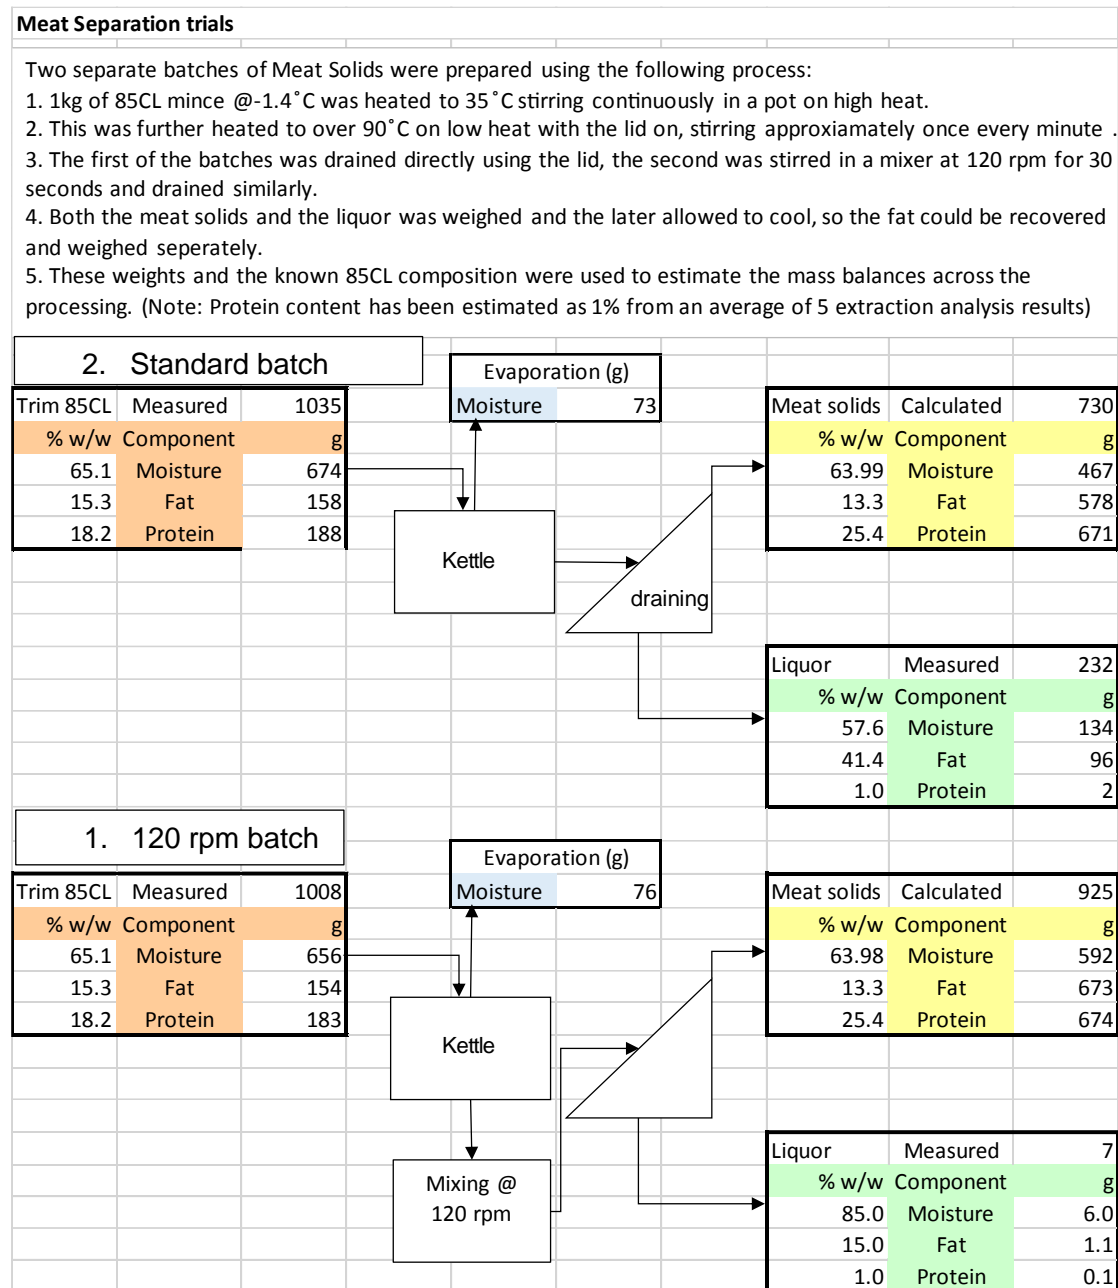 Meat Separation trials
Two separate batches of Meat Solids were prepared using the following process:
1. 1kg of 85CL mince @-1.4˚C was heated to 35˚C stirring continuously in a pot on high heat.
2. This was further heated to over 90˚C on low heat with the lid on, stirring approxiamately once every minute .
3. The first of the batches was drained directly using the lid, the second was stirred in a mixer at 120 rpm for 30
seconds and drained similarly.
4. Both the meat solids and the liquor was weighed and the later allowed to cool, so the fat could be recovered
and weighed seperately.
5. These weights and the known 85CL composition were used to estimate the mass balances across the
processing. (Note: Protein content has been estimated as 1% from an average of 5 extraction analysis results)
2. Standard batch
Evaporation (g)
Moisture 73
Trim 85CL Measured 1035
% w/w Component g
65.1 Moisture 674
15.3 Fat 158
18.2 Protein 188
Kettle
draining
Meat solids Calculated 730
% w/w Component g
63.99 Moisture 467
13.3 Fat 578
25.4 Protein 671
Liquor Measured 232
% w/w Component g
57.6 Moisture 134
41.4 Fat 96
1.0 Protein 2
1. 120 rpm batch
Evaporation (g)
Moisture 76
Trim 85CL Measured 1008
% w/w Component g
65.1 Moisture 656
15.3 Fat 154
18.2 Protein 183
Kettle
Mixing @
120 rpm
Meat solids Calculated 925
% w/w Component g
63.98 Moisture 592
13.3 Fat 673
25.4 Protein 674
Liquor Measured 7
% w/w Component g
85.0 Moisture 6.0
15.0 Fat 1.1
1.0 Protein 0.1